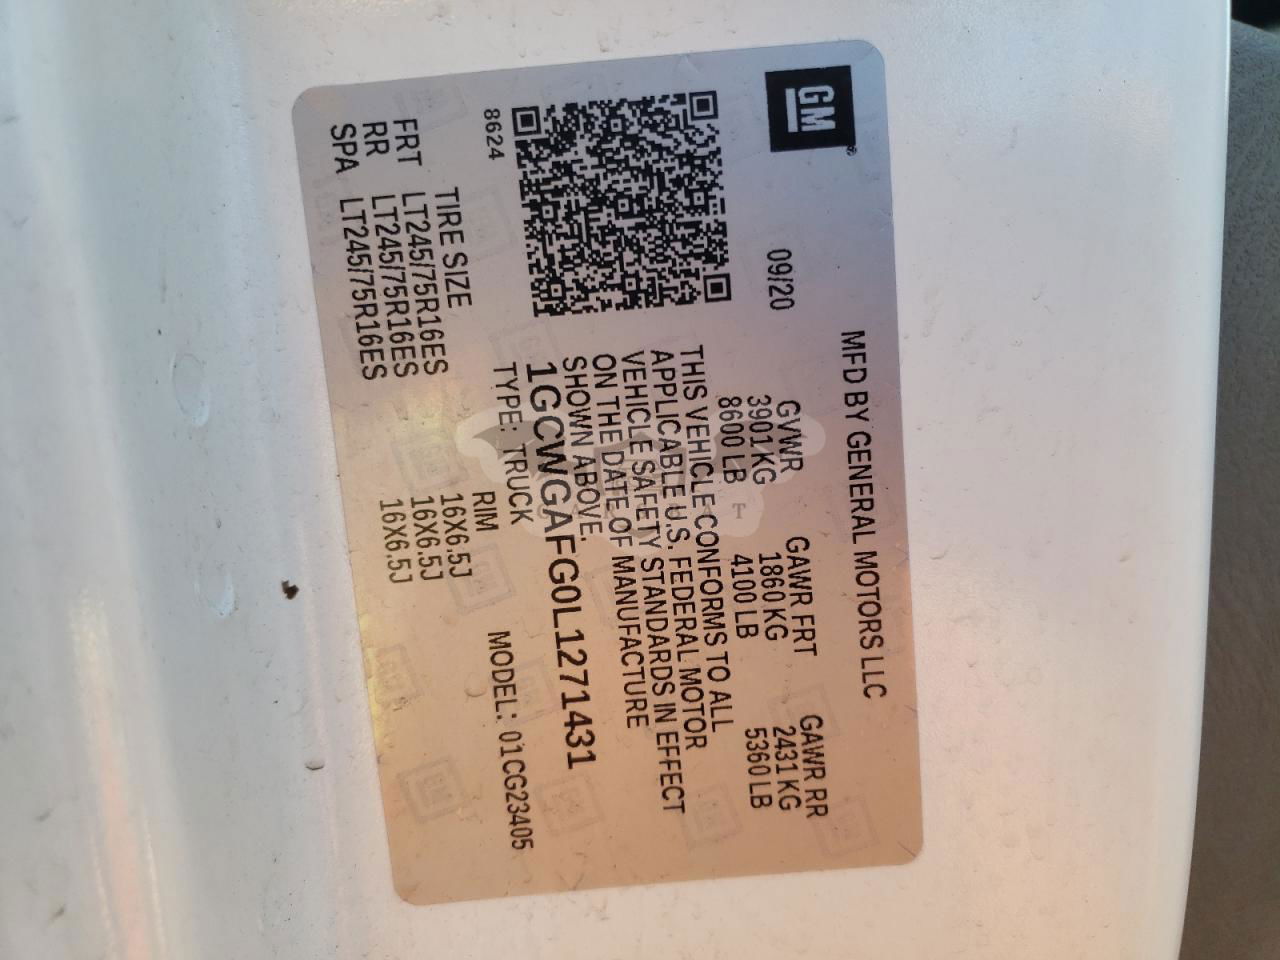 GM
MFD BY GENERAL MOTORS LLC
09/20
GVWR GAWR FRT GAWR RR
3901 KG 1860 KG 2431 KG
8600 LB 4100 LB 5360 LB
THIS VEHICLE CONFORMS TO ALL
APPLICABLE U.S. FEDERAL MOTOR
VEHICLE SAFETY STANDARDS IN EFFECT
ON THE DATE OF MANUFACTURE
SHOWN ABOVE.
1GCWGAFG0L1271431
8624 TYPE: TRUCK MODEL: 01CG23405
TIRE SIZE RIM
FRT LT245/75R16ES 16X6.5J
RR LT245/75R16ES 16X6.5J
SPA LT245/75R16ES 16X6.5J